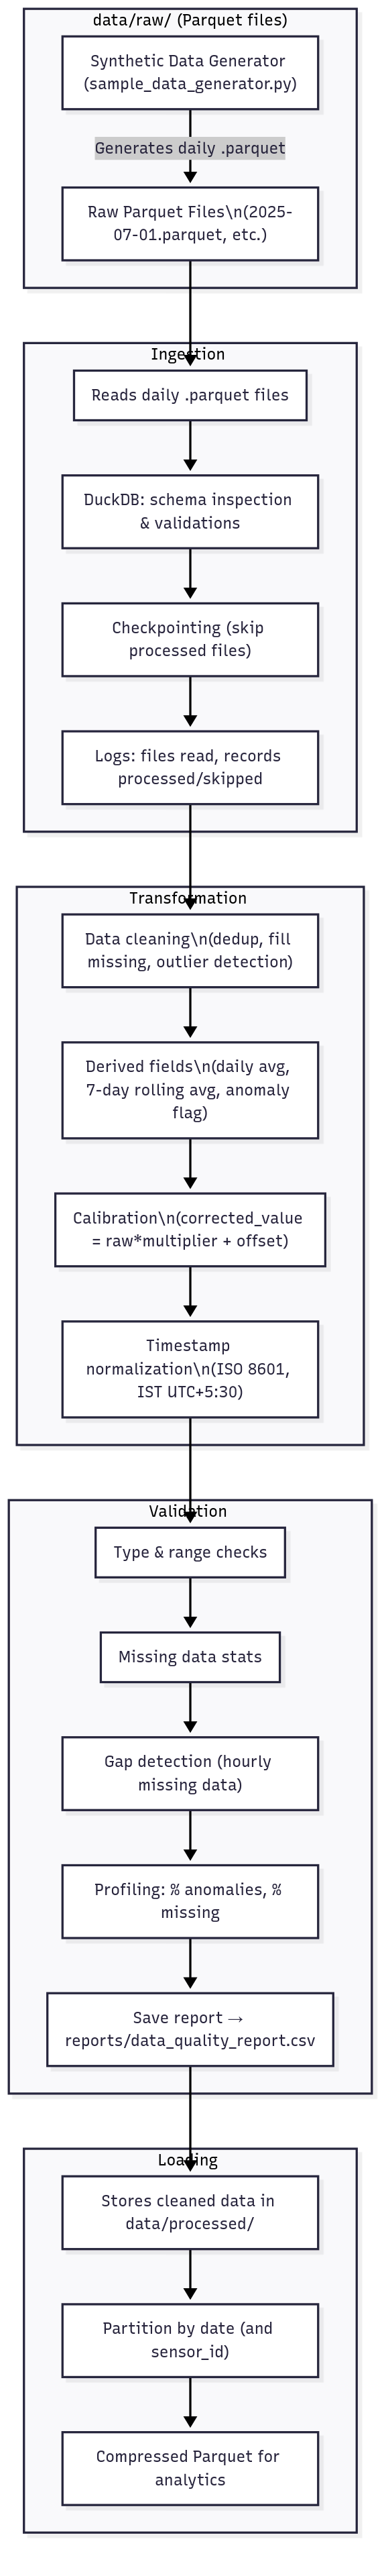 data/raw/ (Parquet files)
Synthetic Data Generator
(sample_data_generator.py)
Generates daily .parquet
Raw Parquet Files\n(2025-
07-01.parquet, etc.)
Ingestion
Reads daily .parquet files
DuckDB: schema inspection
& validations
Checkpointing (skip
processed files)
Logs: files read, records
processed/skipped
Transformation
Data cleaning\n(dedup, fill
missing, outlier detection)
Derived fields\n(daily avg,
7-day rolling avg, anomaly
flag)
Calibration\n(corrected_value
= raw*multiplier + offset)
Timestamp
normalization\n(ISO 8601,
IST UTC+5:30)
Validation
Type & range checks
Missing data stats
Gap detection (hourly
missing data)
Profiling: % anomalies, %
missing
Save report →
reports/data_quality_report.csv
Loading
Stores cleaned data in
data/processed/
Partition by date (and
sensor_id)
Compressed Parquet for
analytics